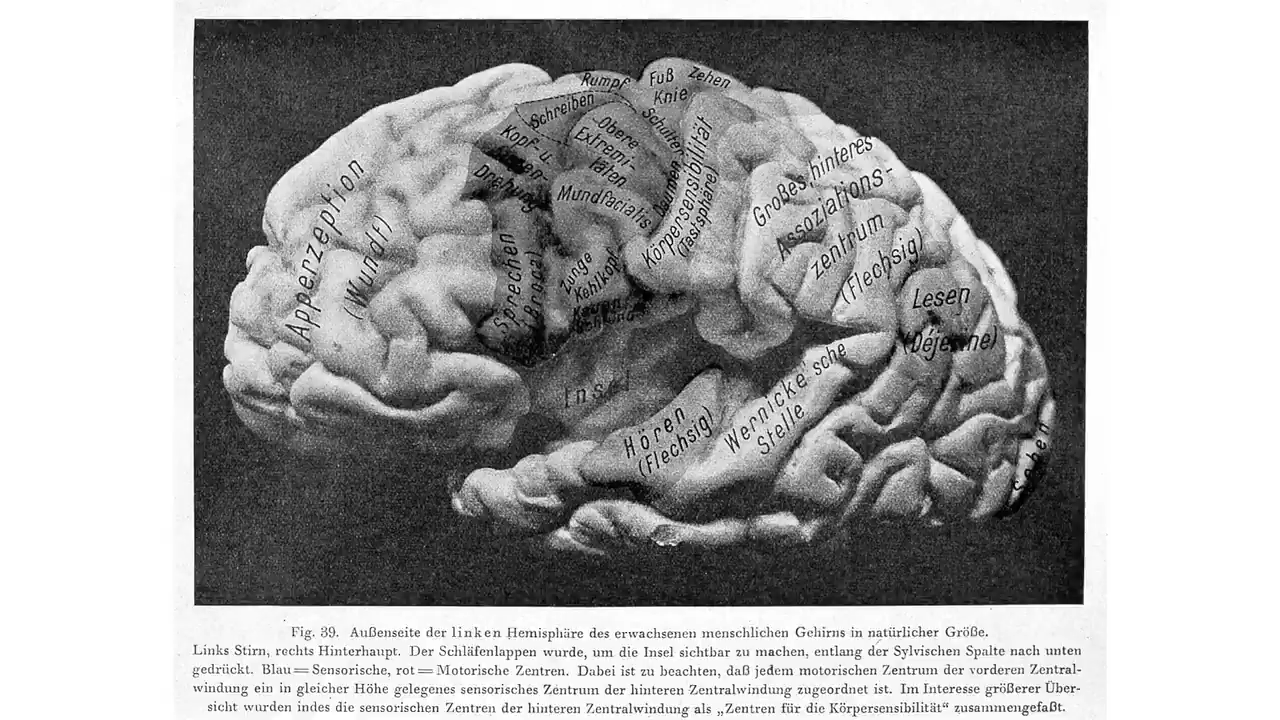 Rumpf
Fuß Zehen
Knie
Schreiben
Schulter
Obere
Extremi-
täten
Kopf- u.
Drehung
Daumen
Körpersensibilität
(Tastsphäre)
Mundfacialis
Großes hinteres
Assoziations-
zentrum
(Flechsig)
Apperzeption
(Wundt)
Sprechen
(Broca)
Zunge
Kehlkopf
Kauen
Lesen
(Déjerine)
Insel
Hören
(Flechsig)
Wernicke'sche
Stelle
Sehen
Fig. 39. Außenseite der linken Hemisphäre des erwachsenen menschlichen Gehirns in natürlicher Größe.
Links Stirn, rechts Hinterhaupt. Der Schläfenlappen wurde, um die Insel sichtbar zu machen, entlang der Sylvischen Spalte nach unten
gedrückt. Blau = Sensorische, rot = Motorische Zentren. Dabei ist zu beachten, daß jedem motorischen Zentrum der vorderen Zentral-
windung ein in gleicher Höhe gelegenes sensorisches Zentrum der hinteren Zentralwindung zugeordnet ist. Im Interesse größerer Über-
sicht wurden indes die sensorischen Zentren der hinteren Zentralwindung als „Zentren für die Körpersensibilität“ zusammengefaßt.